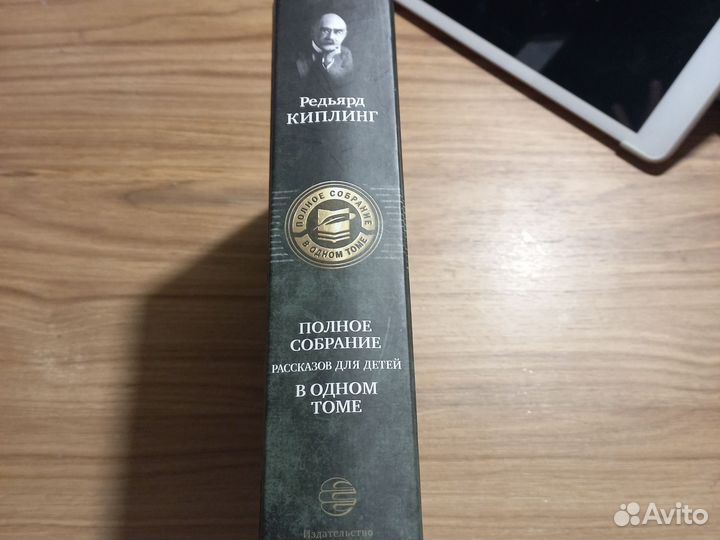 Редьярд
КИПЛИНГ
ПОЛНОЕ СОБРАНИЕ
В ОДНОМ ТОМЕ
ПОЛНОЕ
СОБРАНИЕ
РАССКАЗОВ ДЛЯ ДЕТЕЙ
В ОДНОМ
ТОМЕ
Издательство
Avito